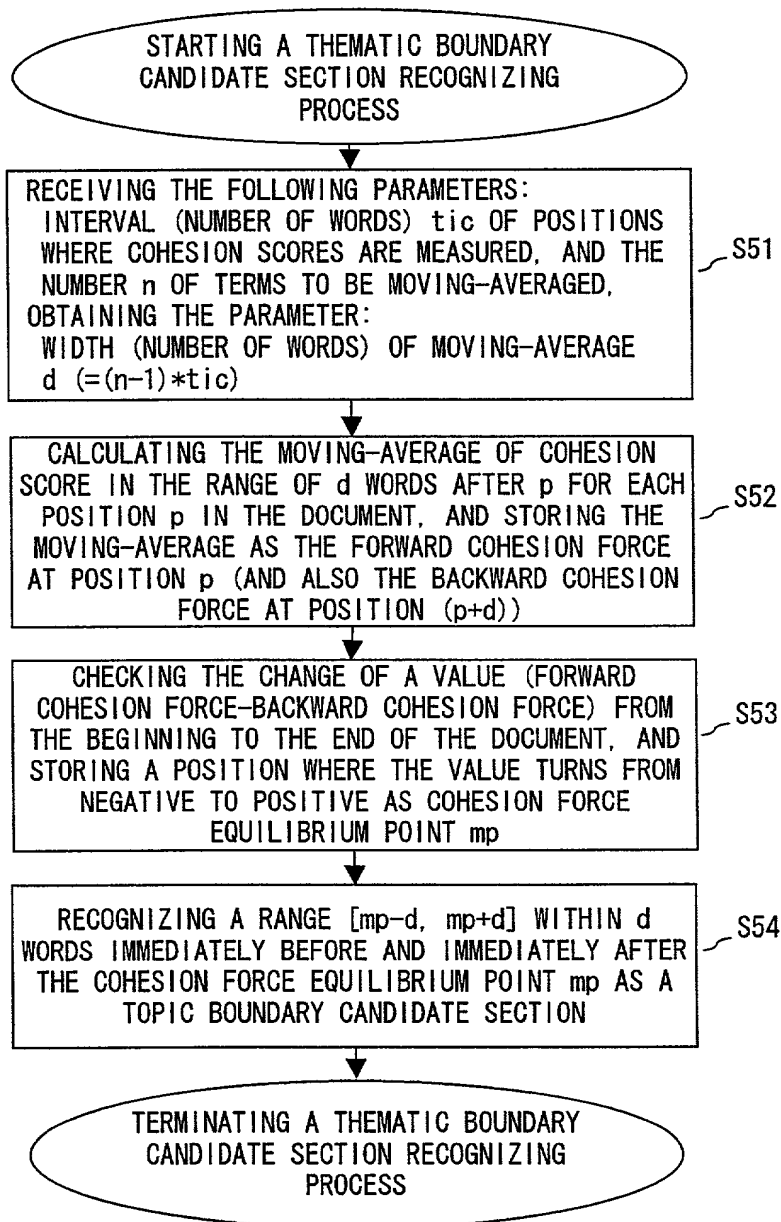 STARTING A THEMATIC BOUNDARY
CANDIDATE SECTION RECOGNIZING
PROCESS
RECEIVING THE FOLLOWING PARAMETERS:
INTERVAL (NUMBER OF WORDS) tic OF POSITIONS
WHERE COHESION SCORES ARE MEASURED, AND THE
NUMBER n OF TERMS TO BE MOVING-AVERAGED,
OBTAINING THE PARAMETER:
WIDTH (NUMBER OF WORDS) OF MOVING-AVERAGE
d (=(n-1)*tic)
S51
CALCULATING THE MOVING-AVERAGE OF COHESION
SCORE IN THE RANGE OF d WORDS AFTER p FOR EACH
POSITION p IN THE DOCUMENT, AND STORING THE
MOVING-AVERAGE AS THE FORWARD COHESION FORCE
AT POSITION p (AND ALSO THE BACKWARD COHESION
FORCE AT POSITION (p+d))
S52
CHECKING THE CHANGE OF A VALUE (FORWARD
COHESION FORCE-BACKWARD COHESION FORCE) FROM
THE BEGINNING TO THE END OF THE DOCUMENT, AND
STORING A POSITION WHERE THE VALUE TURNS FROM
NEGATIVE TO POSITIVE AS COHESION FORCE
EQUILIBRIUM POINT mp
S53
RECOGNIZING A RANGE [mp-d, mp+d] WITHIN d
WORDS IMMEDIATELY BEFORE AND IMMEDIATELY AFTER
THE COHESION FORCE EQUILIBRIUM POINT mp AS A
TOPIC BOUNDARY CANDIDATE SECTION
S54
TERMINATING A THEMATIC BOUNDARY
CANDIDATE SECTION RECOGNIZING
PROCESS